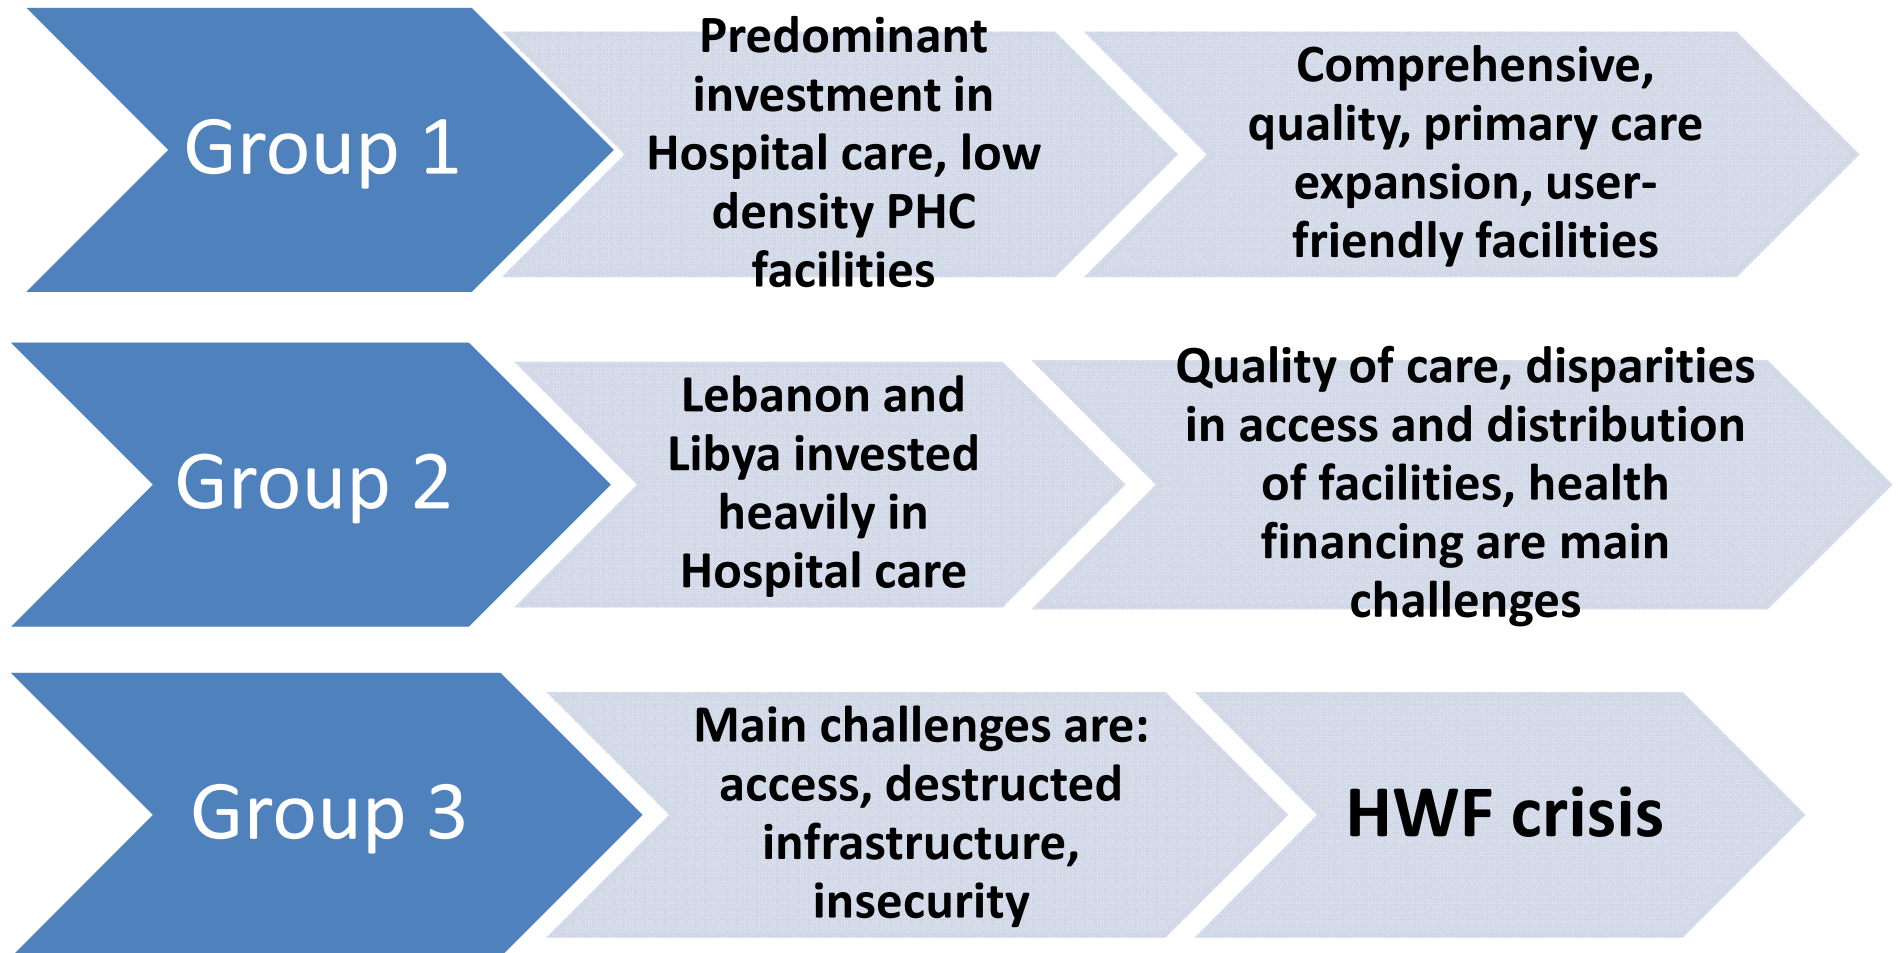 Group 1
Predominant
investment in
Hospital care, low
density PHC
facilities
Comprehensive,
quality, primary care
expansion, user-
friendly facilities
Group 2
Lebanon and
Libya invested
heavily in
Hospital care
Quality of care, disparities
in access and distribution
of facilities, health
financing are main
challenges
Group 3
Main challenges are:
access, destructed
infrastructure,
insecurity
HWF crisis